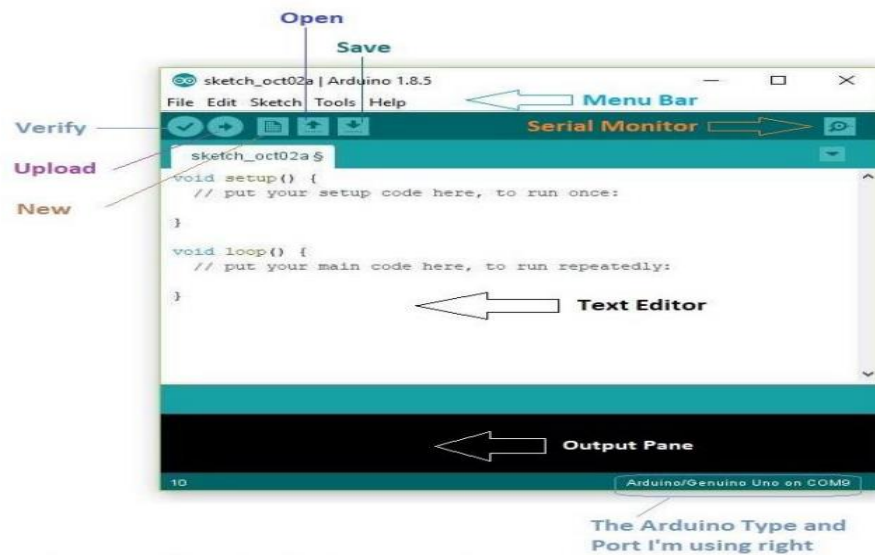 Open
Save
sketch_oct02a | Arduino 1.8.5
File Edit Sketch Tools Help
Menu Bar
Verify
Serial Monitor
Upload
sketch_oct02a §
New
void setup() {
// put your setup code here, to run once:
}
void loop() {
// put your main code here, to run repeatedly:
}
Text Editor
Output Pane
10
Arduino/Genuino Uno on COM9
The Arduino Type and
Port I'm using right